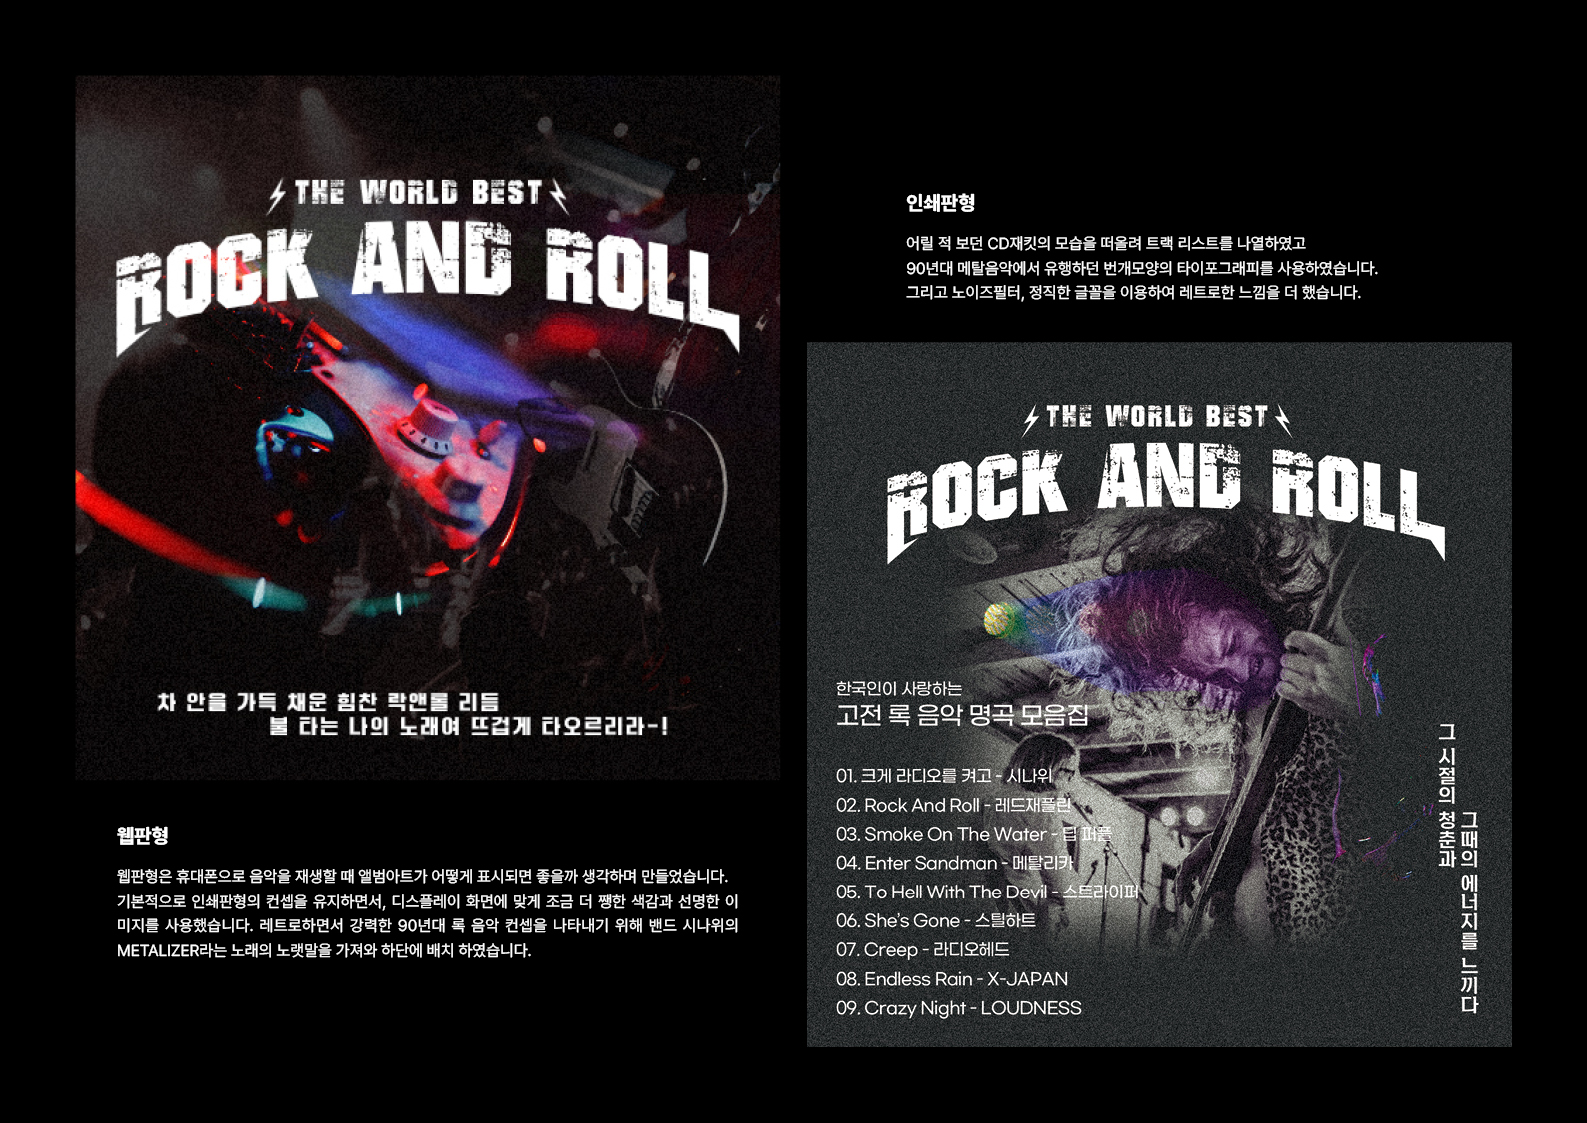 THE WORLD BEST
ROCK AND ROLL
차 안을 가득 채운 힘찬 락앤롤 리듬
불 타는 나의 노래여 뜨겁게 타오르리라-!
웹판형
웹판형은 휴대폰으로 음악을 재생할 때 앨범아트가 어떻게 표시되면 좋을까 생각하며 만들었습니다.
기본적으로 인쇄판형의 컨셉을 유지하면서, 디스플레이 화면에 맞게 조금 더 쨍한 색감과 선명한 이
미지를 사용했습니다. 레트로하면서 강력한 90년대 록 음악 컨셉을 나타내기 위해 밴드 시나위의
METALIZER라는 노래의 노랫말을 가져와 하단에 배치 하였습니다.
인쇄판형
어릴 적 보던 CD재킷의 모습을 떠올려 트랙 리스트를 나열하였고
90년대 메탈음악에서 유행하던 번개모양의 타이포그래피를 사용하였습니다.
그리고 노이즈필터, 정직한 글꼴을 이용하여 레트로한 느낌을 더 했습니다.
THE WORLD BEST
ROCK AND ROLL
한국인이 사랑하는
고전 록 음악 명곡 모음집
01. 크게 라디오를 켜고 - 시나위
02. Rock And Roll - 레드재플린
03. Smoke On The Water - 딥 퍼플
04. Enter Sandman - 메탈리카
05. To Hell With The Devil - 스트라이퍼
06. She's Gone - 스틸하트
07. Creep - 라디오헤드
08. Endless Rain - X-JAPAN
09. Crazy Night - LOUDNESS
그 시절의 청춘과
그때의 에너지를 느끼다